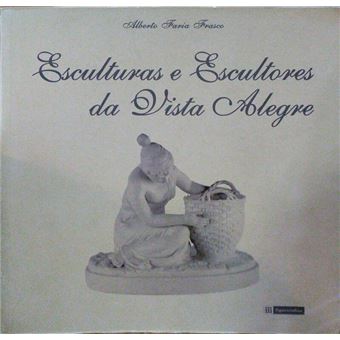 Alberto Faria Frasco
Esculturas e Escultores
da Vista Alegre